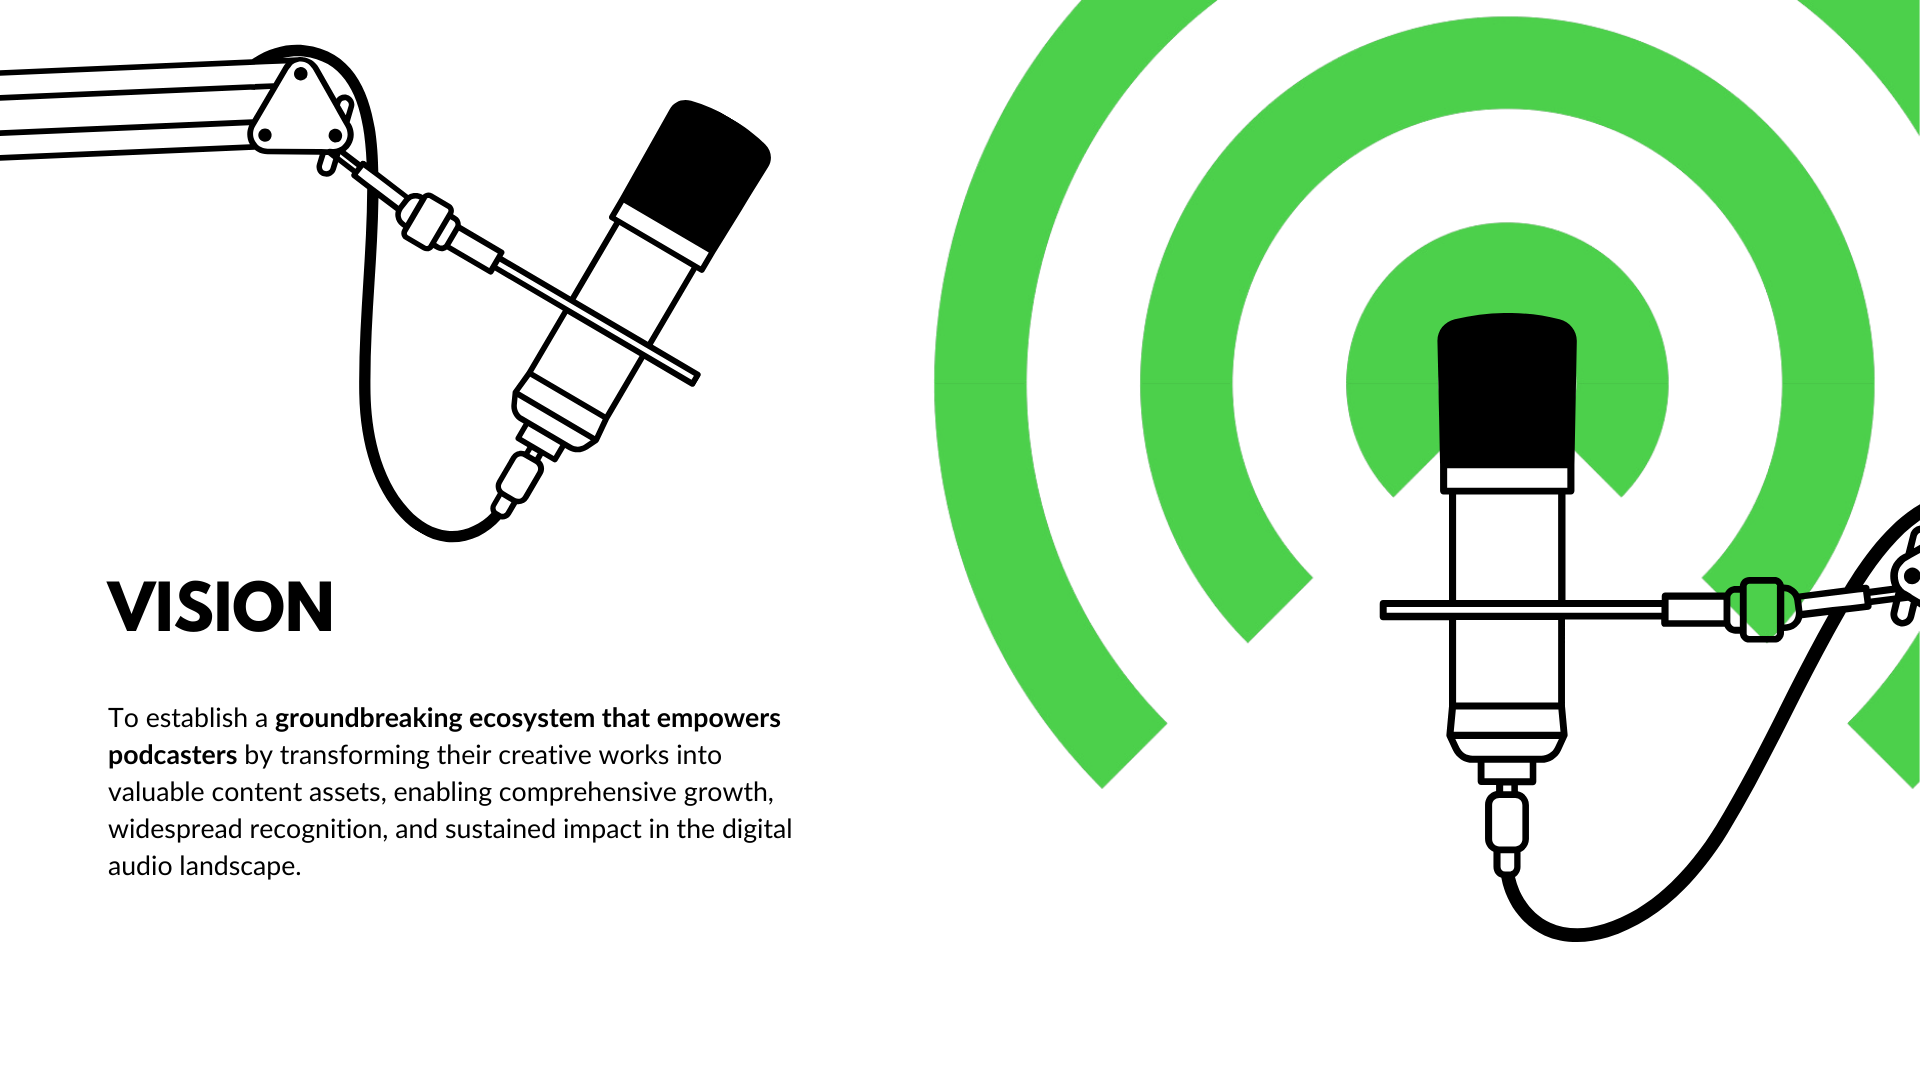 VISION
To establish a groundbreaking ecosystem that empowers
podcasters by transforming their creative works into
valuable content assets, enabling comprehensive growth,
widespread recognition, and sustained impact in the digital
audio landscape.